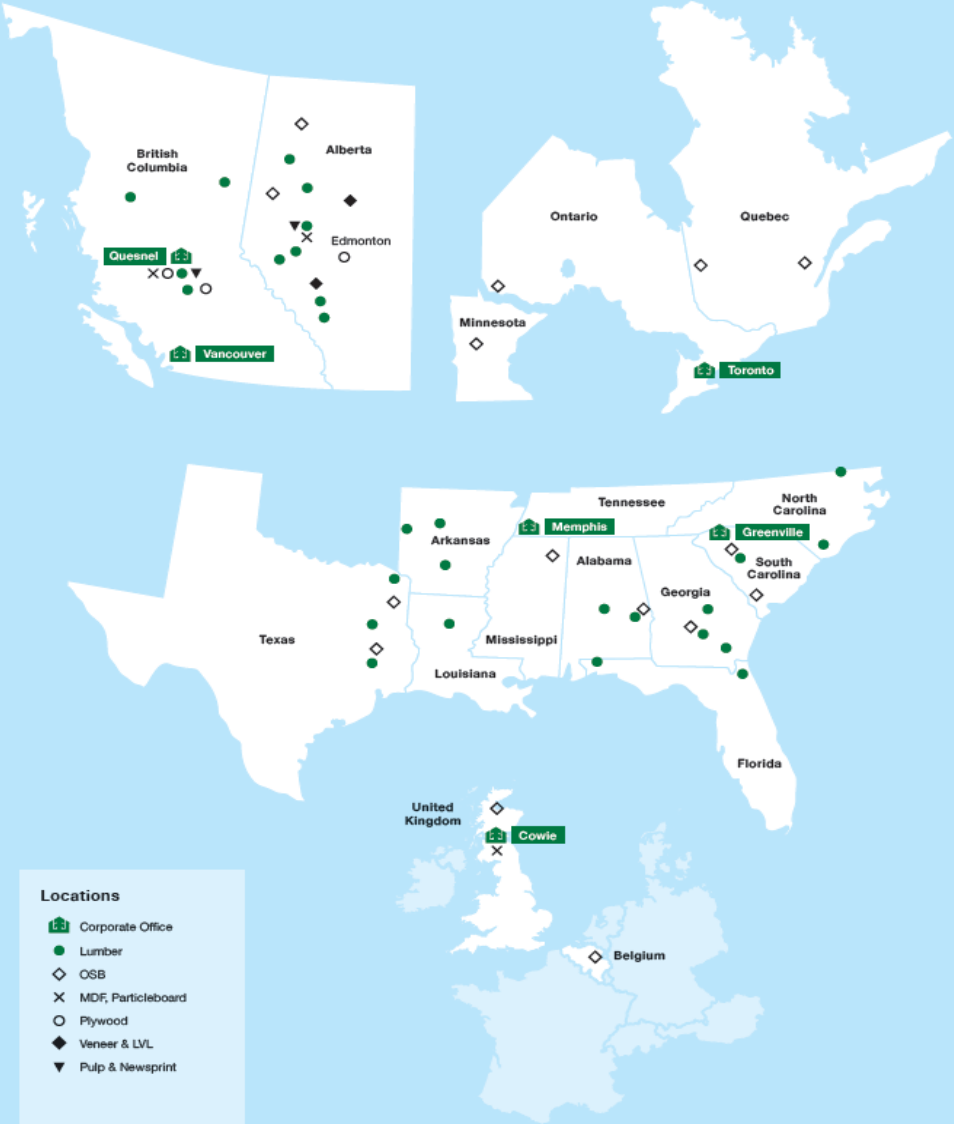 British
Columbia
Alberta
Quesnel
Edmonton
Vancouver
Ontario
Quebec
Minnesota
Toronto
Tennessee
North
Carolina
Memphis
Greenville
Arkansas
Alabama
South
Carolina
Georgia
Texas
Mississippi
Louisiana
Florida
United
Kingdom
Cowie
Belgium
Locations
Corporate Office
Lumber
OSB
MDF, Particleboard
Plywood
Veneer & LVL
Pulp & Newsprint